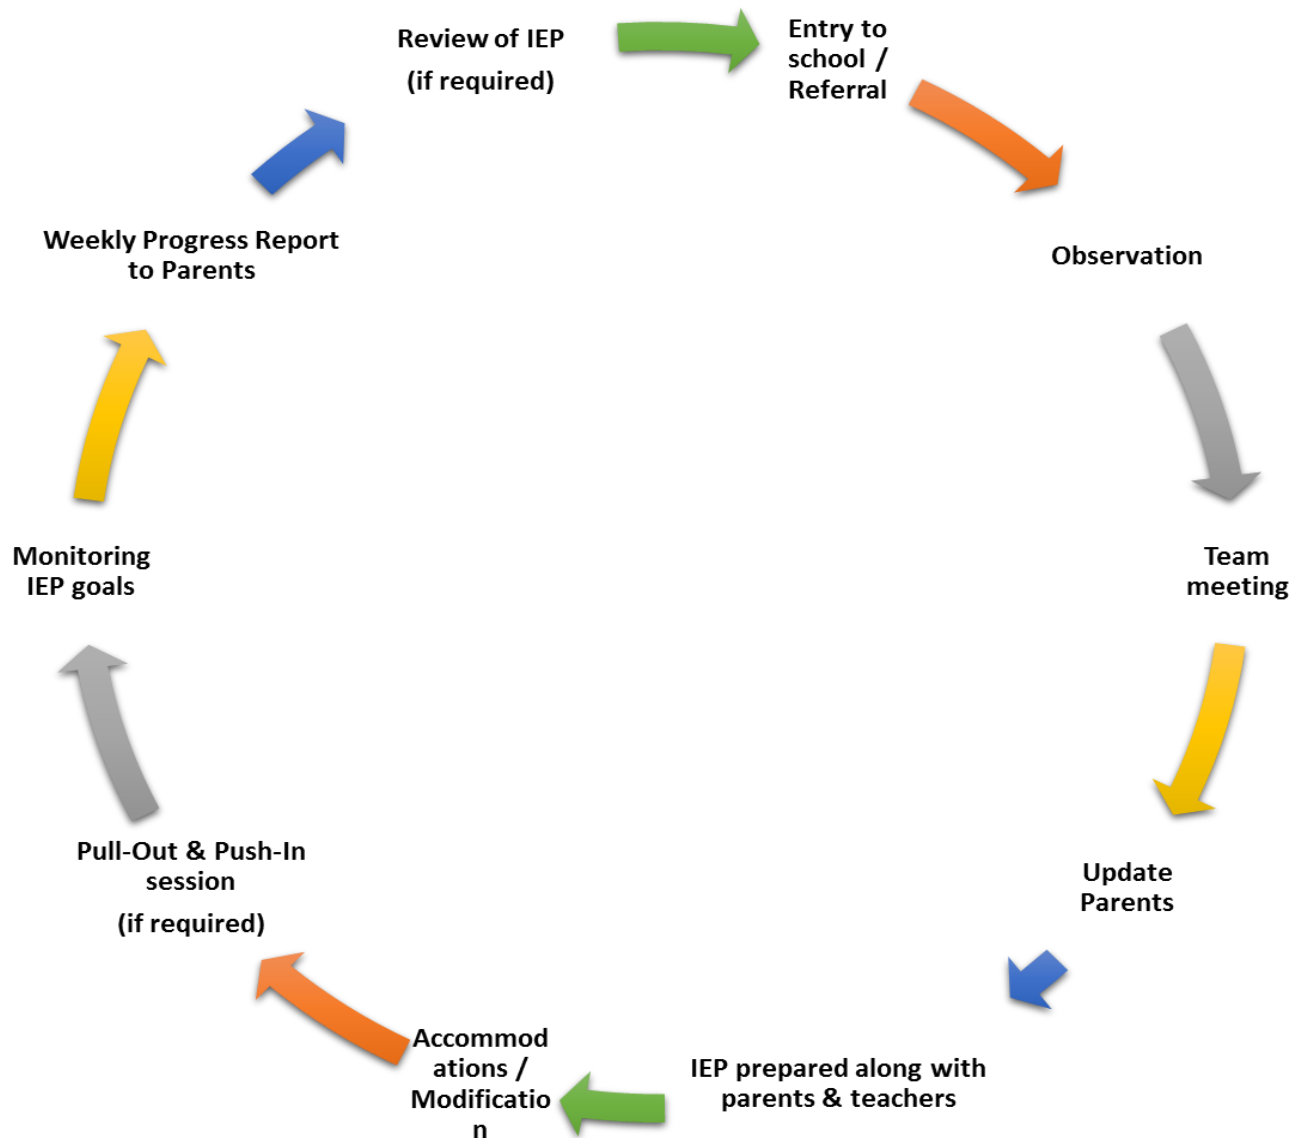 Review of IEP
(if required)
Entry to
school /
Referral
Observation
Team
meeting
Update
Parents
IEP prepared along with
parents & teachers
Accommod
ations /
Modificatio
n
Pull-Out & Push-In
session
(if required)
Monitoring
IEP goals
Weekly Progress Report
to Parents